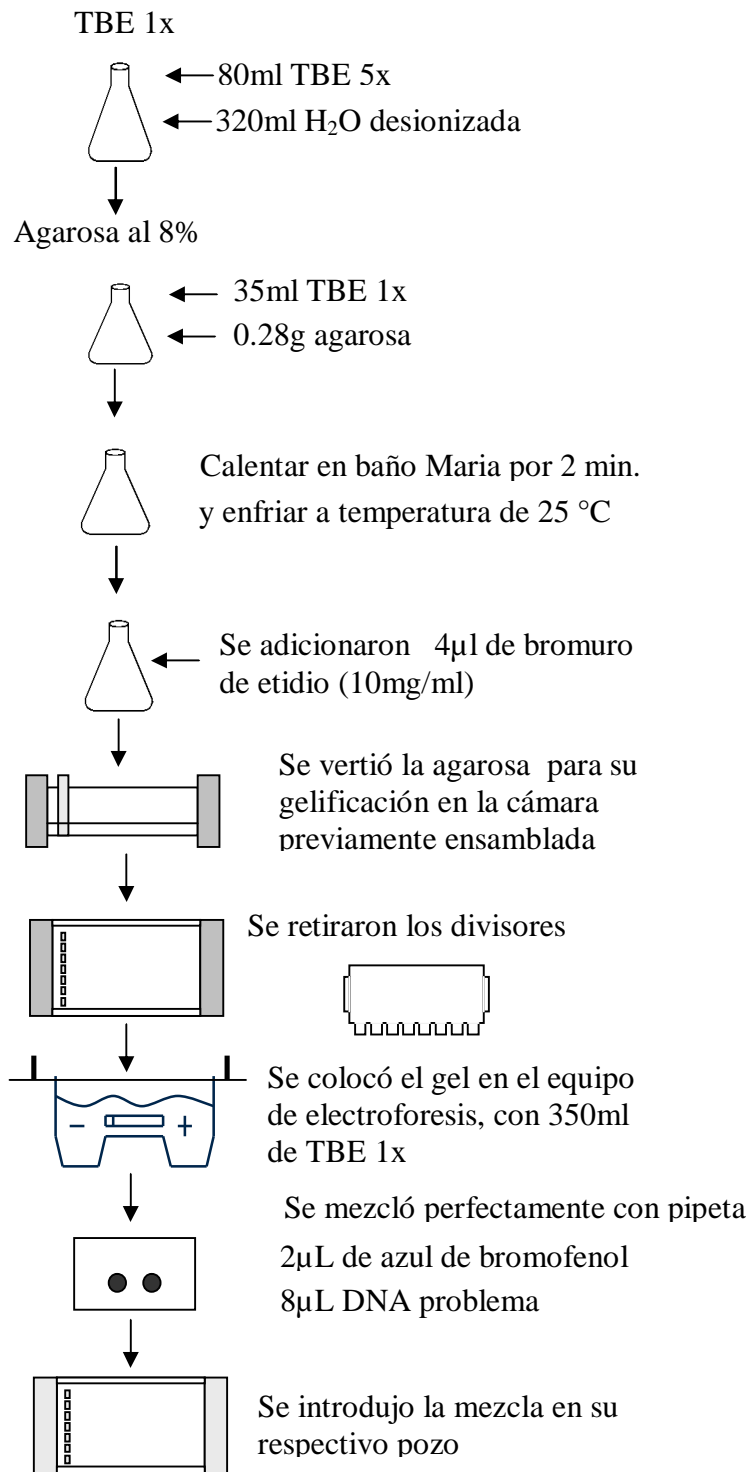 TBE 1x
80ml TBE 5x
320ml H₂O desionizada
Agarosa al 8%
35ml TBE 1x
0.28g agarosa
Calentar en baño Maria por 2 min.
y enfriar a temperatura de 25 °C
Se adicionaron 4µl de bromuro
de etidio (10mg/ml)
Se vertió la agarosa para su
gelificación en la cámara
previamente ensamblada
Se retiraron los divisores
Se colocó el gel en el equipo
de electroforesis, con 350ml
de TBE 1x
− +
Se mezcló perfectamente con pipeta
2µL de azul de bromofenol
8µL DNA problema
Se introdujo la mezcla en su
respectivo pozo